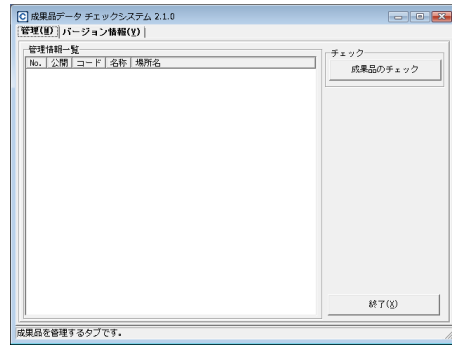 成果品データ チェックシステム 2.1.0
管理(M) バージョン情報(V)
管理情報一覧
No. 公開 コード 名称 場所名
チェック
成果品のチェック
終了(X)
成果品を管理するタブです。